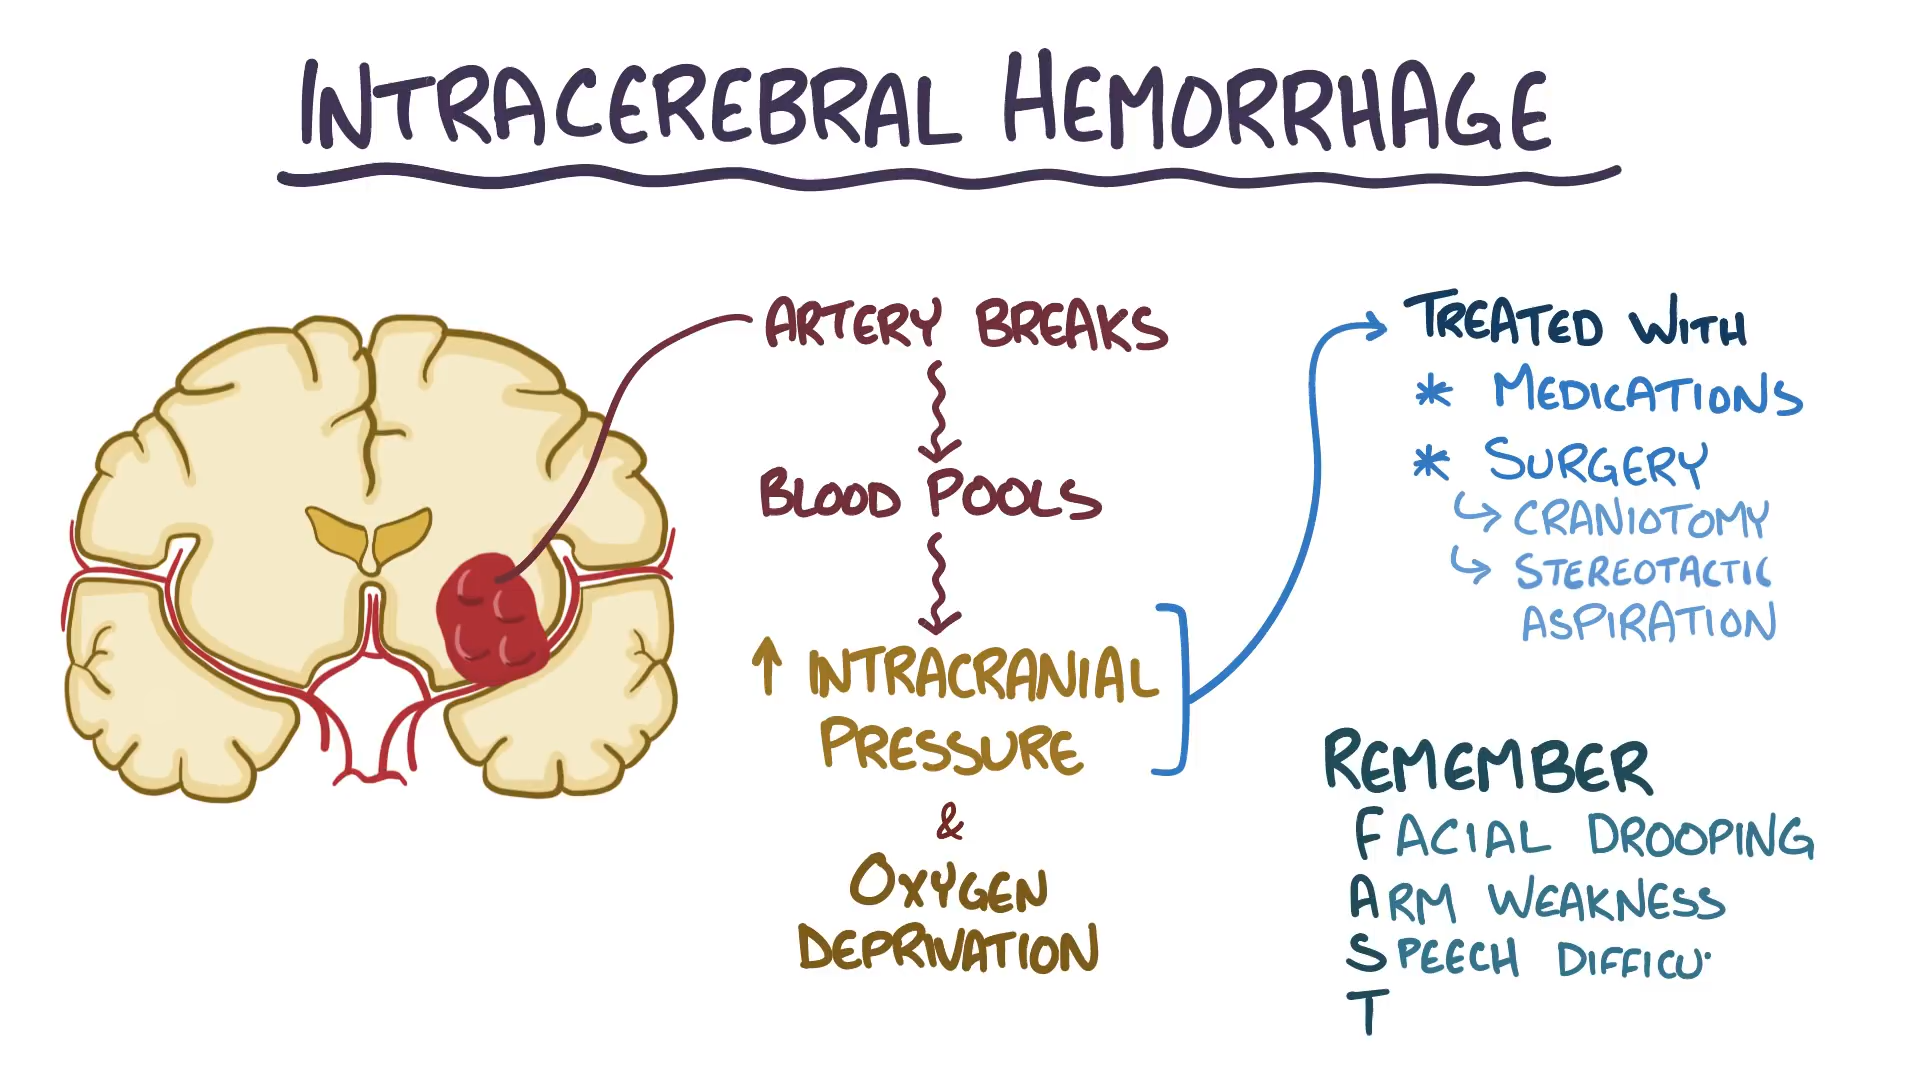 INTRACEREBRAL HEMORRHAGE
ARTERY BREAKS
BLOOD POOLS
↑ INTRACRANIAL
PRESSURE
&
OXYGEN
DEPRIVATION
TREATED WITH
* MEDICATIONS
* SURGERY
↳ CRANIOTOMY
↳ STEREOTACTIC
ASPIRATION
REMEMBER
FACIAL DROOPING
ARM WEAKNESS
SPEECH DIFFICU
T